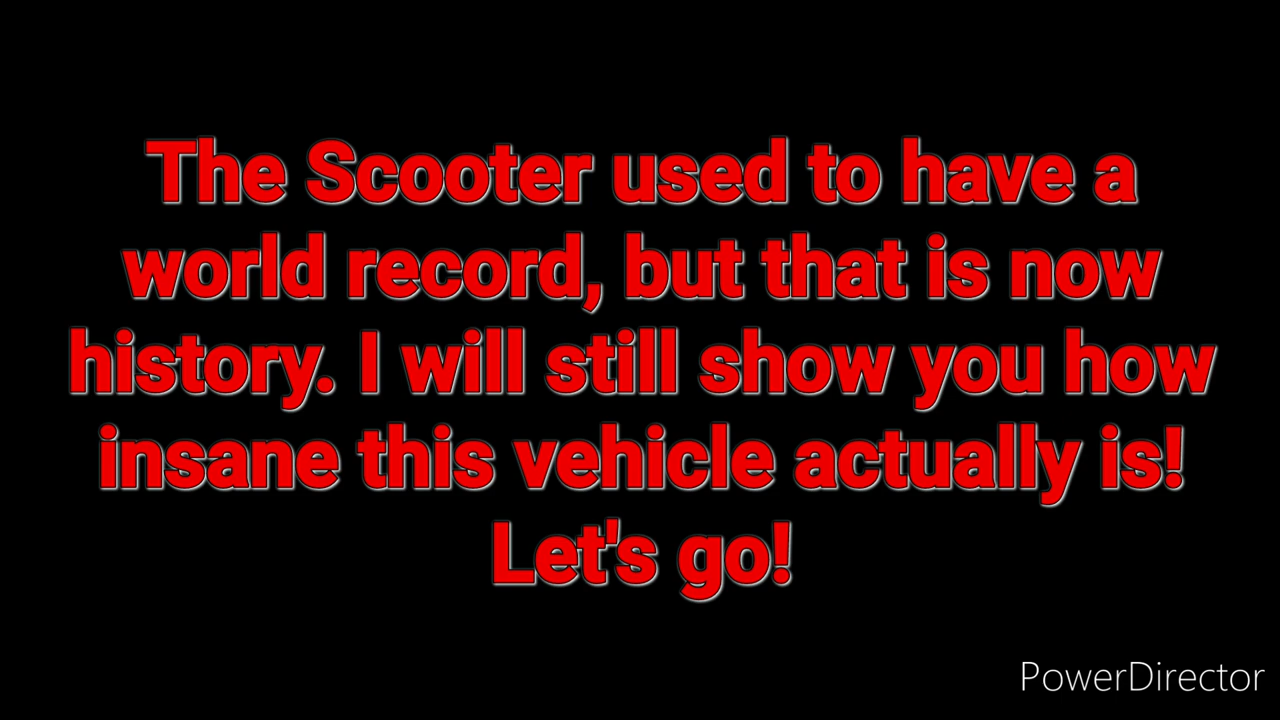 The Scooter used to have a
world record, but that is now
history. I will still show you how
insane this vehicle actually is!
Let's go!
PowerDirector